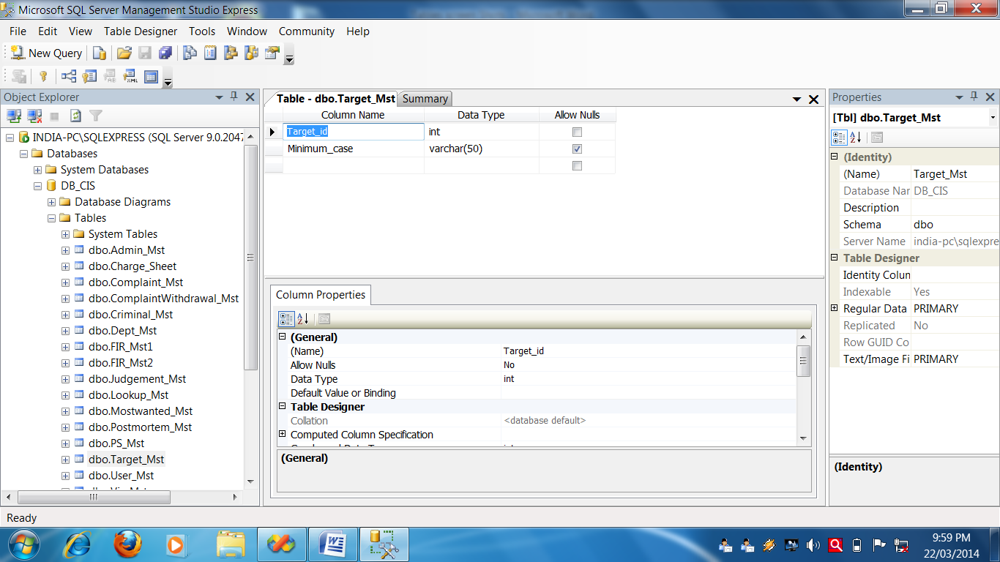 Microsoft SQL Server Management Studio Express
File Edit View Table Designer Tools Window Community Help
New Query
Object Explorer
INDIA-PC\SQLEXPRESS (SQL Server 9.0.2047
Databases
System Databases
DB_CIS
Database Diagrams
Tables
System Tables
dbo.Admin_Mst
dbo.Charge_Sheet
dbo.Complaint_Mst
dbo.ComplaintWithdrawal_Mst
dbo.Criminal_Mst
dbo.Dept_Mst
dbo.FIR_Mst1
dbo.FIR_Mst2
dbo.Judgement_Mst
dbo.Lookup_Mst
dbo.Mostwanted_Mst
dbo.Postmortem_Mst
dbo.PS_Mst
dbo.Target_Mst
dbo.User_Mst
Table - dbo.Target_Mst Summary
Column Name Data Type Allow Nulls
Target_id int
Minimum_case varchar(50)
Column Properties
(General)
(Name) Target_id
Allow Nulls No
Data Type int
Default Value or Binding
Table Designer
Collation <database default>
Computed Column Specification
(General)
Properties
[Tbl] dbo.Target_Mst
(Identity)
(Name) Target_Mst
Database Nar DB_CIS
Description
Schema dbo
Server Name india-pc\sqlexpre
Table Designer
Identity Colun
Indexable Yes
Regular Data PRIMARY
Replicated No
Row GUID Co
Text/Image Fi PRIMARY
(Identity)
Ready
9:59 PM
22/03/2014